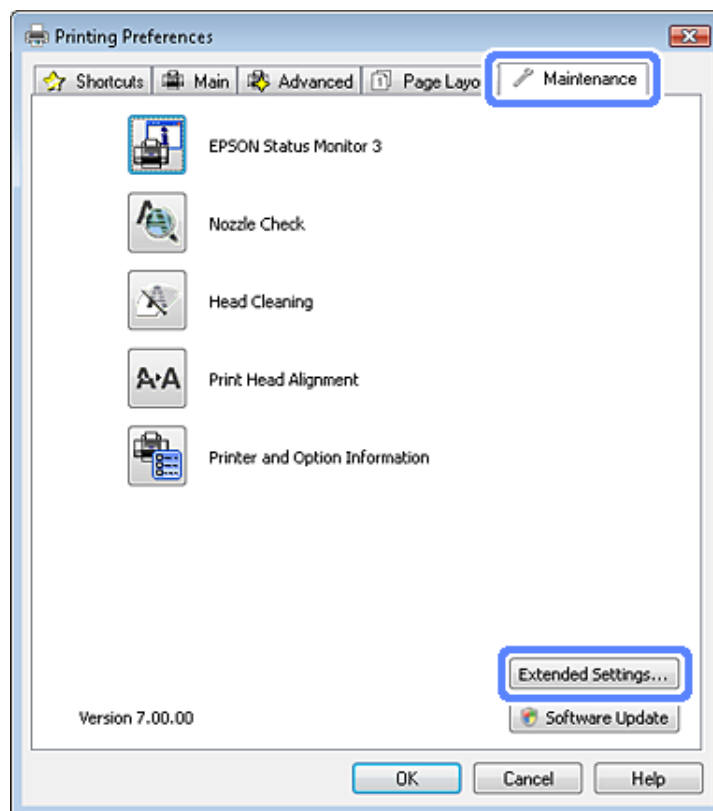 Printing Preferences
Shortcuts Main Advanced 1 Page Layo Maintenance
EPSON Status Monitor 3
Nozzle Check
Head Cleaning
A A Print Head Alignment
Printer and Option Information
Extended Settings...
Version 7.00.00 Software Update
OK Cancel Help